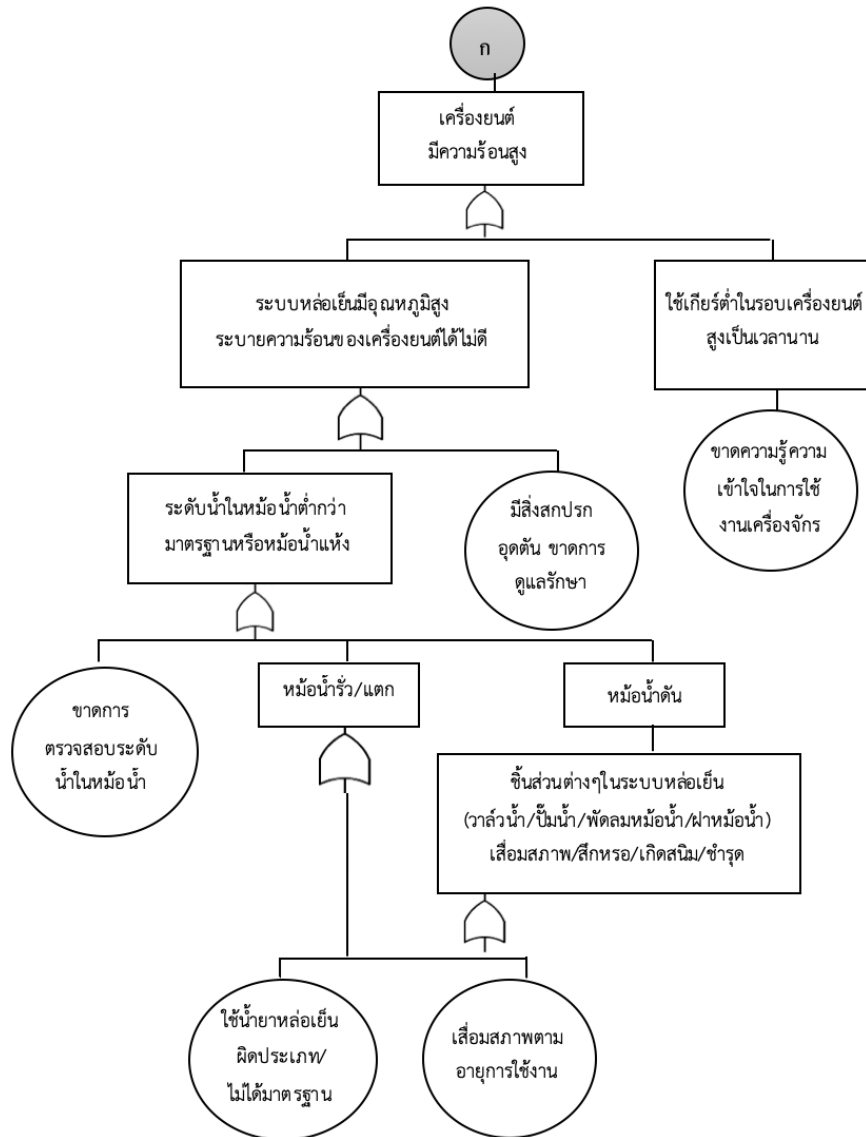 ก
เครื่องยนต์
มีความร้อนสูง
ระบบหล่อเย็นมีอุณหภูมิสูง
ระบายความร้อนของเครื่องยนต์ได้ไม่ดี
ใช้เกียร์ต่ำในรอบเครื่องยนต์
สูงเป็นเวลานาน
ระดับน้ำในหม้อน้ำต่ำกว่า
มาตรฐานหรือหม้อน้ำแห้ง
มีสิ่งสกปรก
อุดตัน ขาดการ
ดูแลรักษา
ขาดความรู้ความ
เข้าใจในการใช้
งานเครื่องจักร
ขาดการ
ตรวจสอบระดับ
น้ำในหม้อน้ำ
หม้อน้ำรั่ว/แตก
หม้อน้ำดัน
ชิ้นส่วนต่างๆในระบบหล่อเย็น
(วาล์วน้ำ/ปั๊มน้ำ/พัดลมหม้อน้ำ/ฝาหม้อน้ำ)
เสื่อมสภาพ/สึกหรอ/เกิดสนิม/ชำรุด
ใช้น้ำยาหล่อเย็น
ผิดประเภท/
ไม่ได้มาตรฐาน
เสื่อมสภาพตาม
อายุการใช้งาน